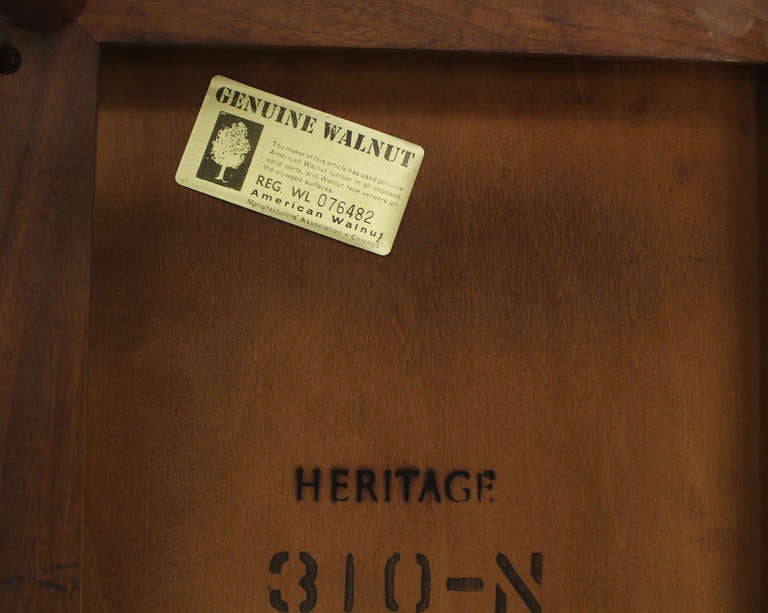 GENUINE WALNUT
The maker of this article has used genuine
American Walnut lumber in all exposed
solid parts, and Walnut face veneers on
the plywood surfaces.
REG. WL 076482
American Walnut
Manufacturers' Association • Chicago
HERITAGE
310-N
17